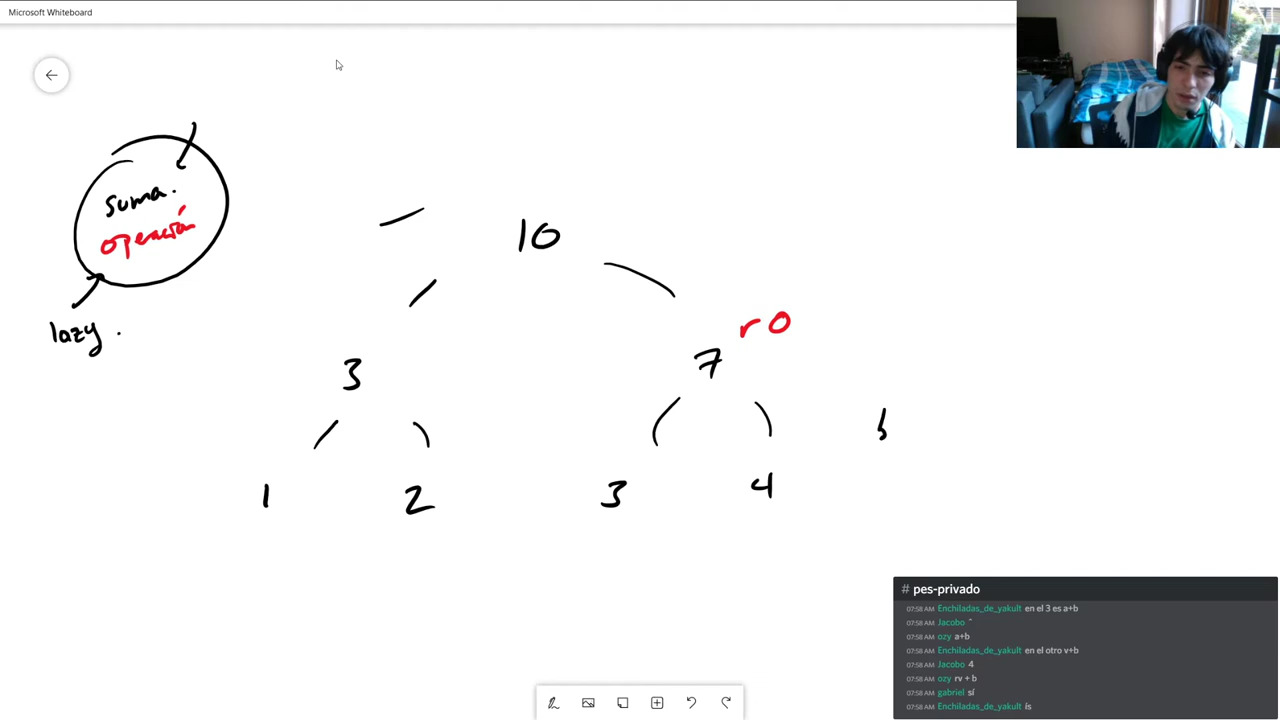 Microsoft Whiteboard
suma.
operación
lazy.
10
r 0
3
7
1
2
3
4
# pes-privado
07:58 AM Enchiladas_de_yakult en el 3 es a+b
07:58 AM Jacobo ^
07:58 AM ozy a+b
07:58 AM Enchiladas_de_yakult en el otro v+b
07:58 AM Jacobo 4
07:58 AM ozy rv + b
07:58 AM gabriel sí
07:58 AM Enchiladas_de_yakult ís